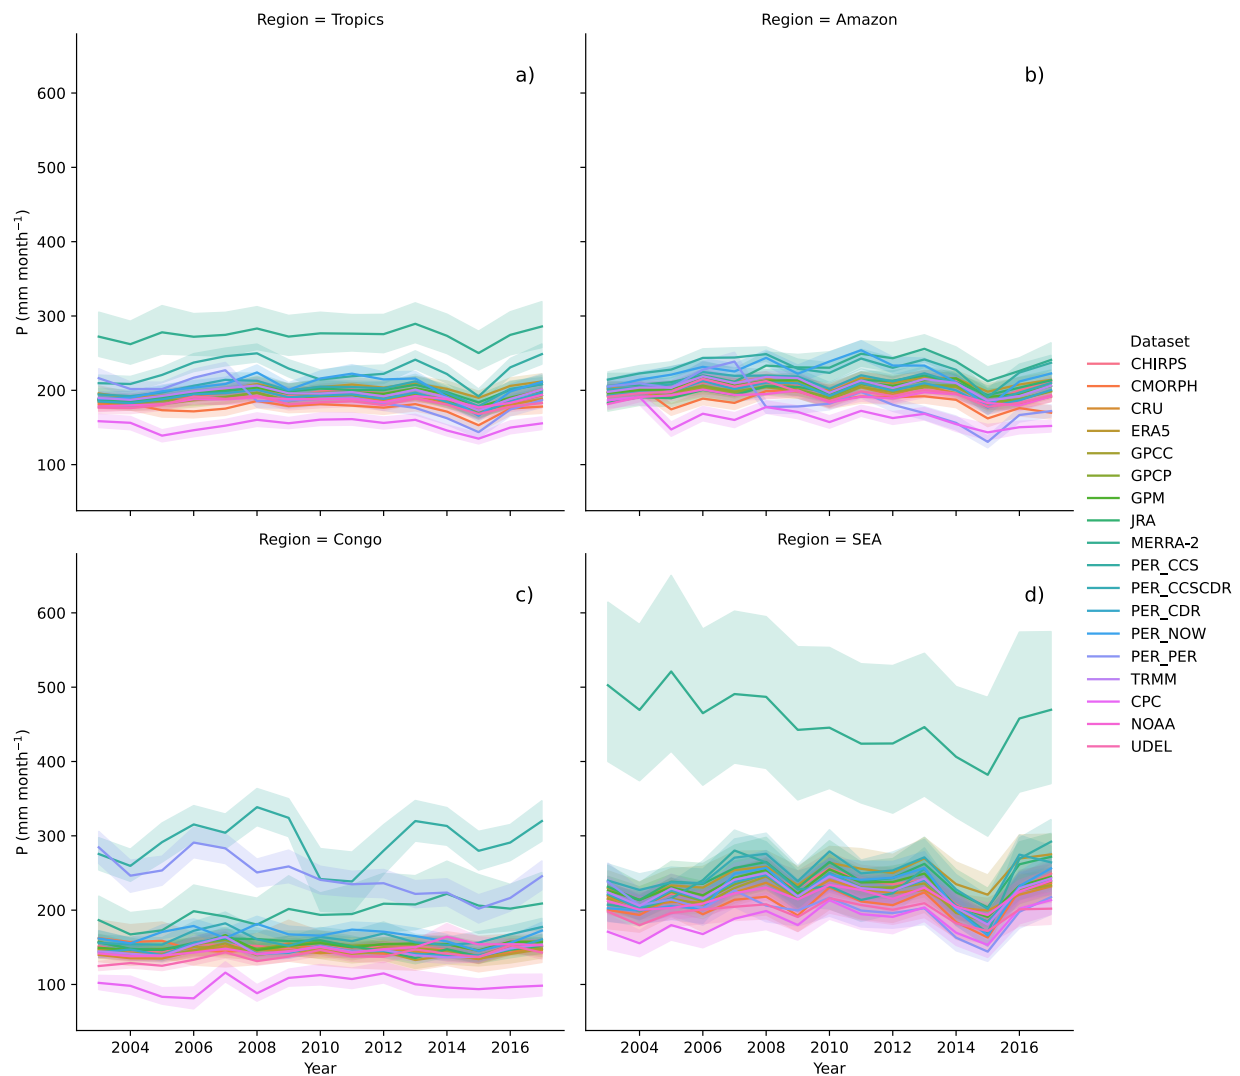 Region = Tropics
Region = Amazon
a)
b)
600
500
400
300
200
100
P (mm month⁻¹)
Region = Congo
Region = SEA
c)
d)
600
500
400
300
200
100
P (mm month⁻¹)
2004 2006 2008 2010 2012 2014 2016
Year
2004 2006 2008 2010 2012 2014 2016
Year
Dataset
CHIRPS
CMORPH
CRU
ERA5
GPCC
GPCP
GPM
JRA
MERRA-2
PER_CCS
PER_CCSCDR
PER_CDR
PER_NOW
PER_PER
TRMM
CPC
NOAA
UDEL